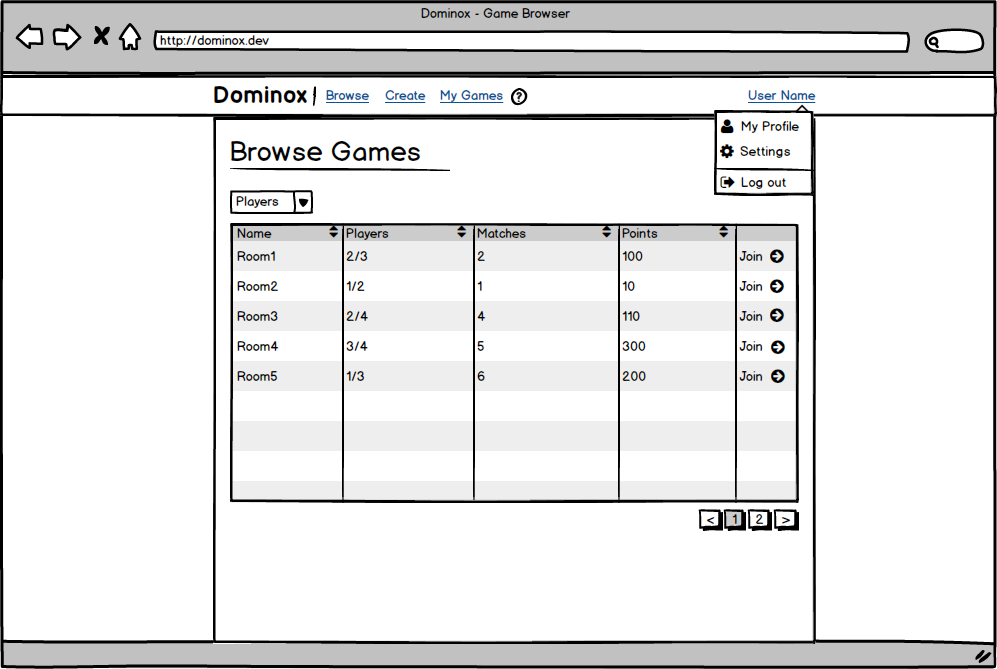 Dominox - Game Browser
http://dominox.dev
Dominox | Browse Create My Games ? User Name
My Profile
Settings
Log out
Browse Games
Players
Name Players Matches Points
Room1 2/3 2 100 Join
Room2 1/2 1 10 Join
Room3 2/4 4 110 Join
Room4 3/4 5 300 Join
Room5 1/3 6 200 Join
< 1 2 >